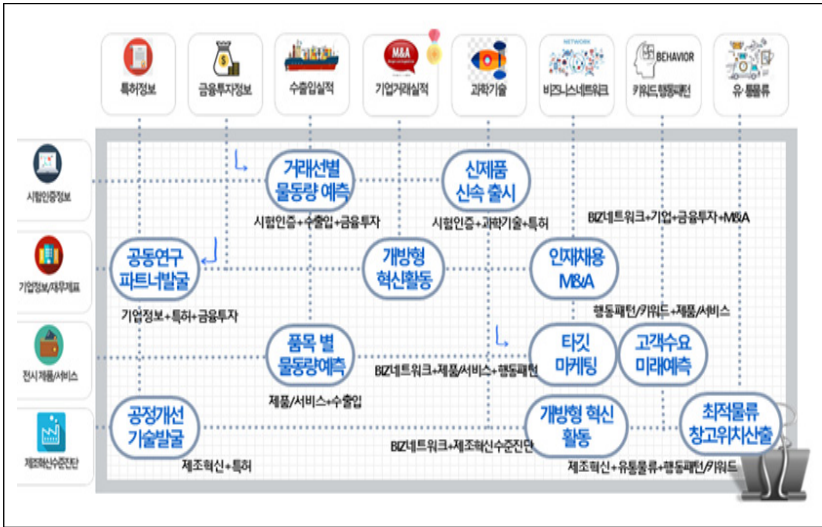 NETWORK
M&A
BEHAVIOR
특허정보
금융투자정보
수출입실적
기업거래실적
과학기술
비즈니스네트워크
키워드 행동패턴
유·통물류
시험인증정보
거래선별
물동량 예측
신제품
신속 출시
시험인증+수출입+금융투자
시험인증+과학기술+특허
BIZ네트워크+기업+금융투자+M&A
기업정보/재무제표
공동연구
파트너발굴
개방형
혁신활동
인재채용
M&A
기업정보+특허+금융투자
행동패턴/키워드+제품/서비스
전시 제품/서비스
품목 별
물동량예측
타깃
마케팅
고객수요
미래예측
BIZ네트워크+제품/서비스+행동패턴
제품/서비스+수출입
제조혁신수준진단
공정개선
기술발굴
개방형 혁신
활동
최적물류
창고위치산출
BIZ네트워크+제조혁신수준진단
제조혁신+특허
제조혁신+유통물류+행동패턴/키워드